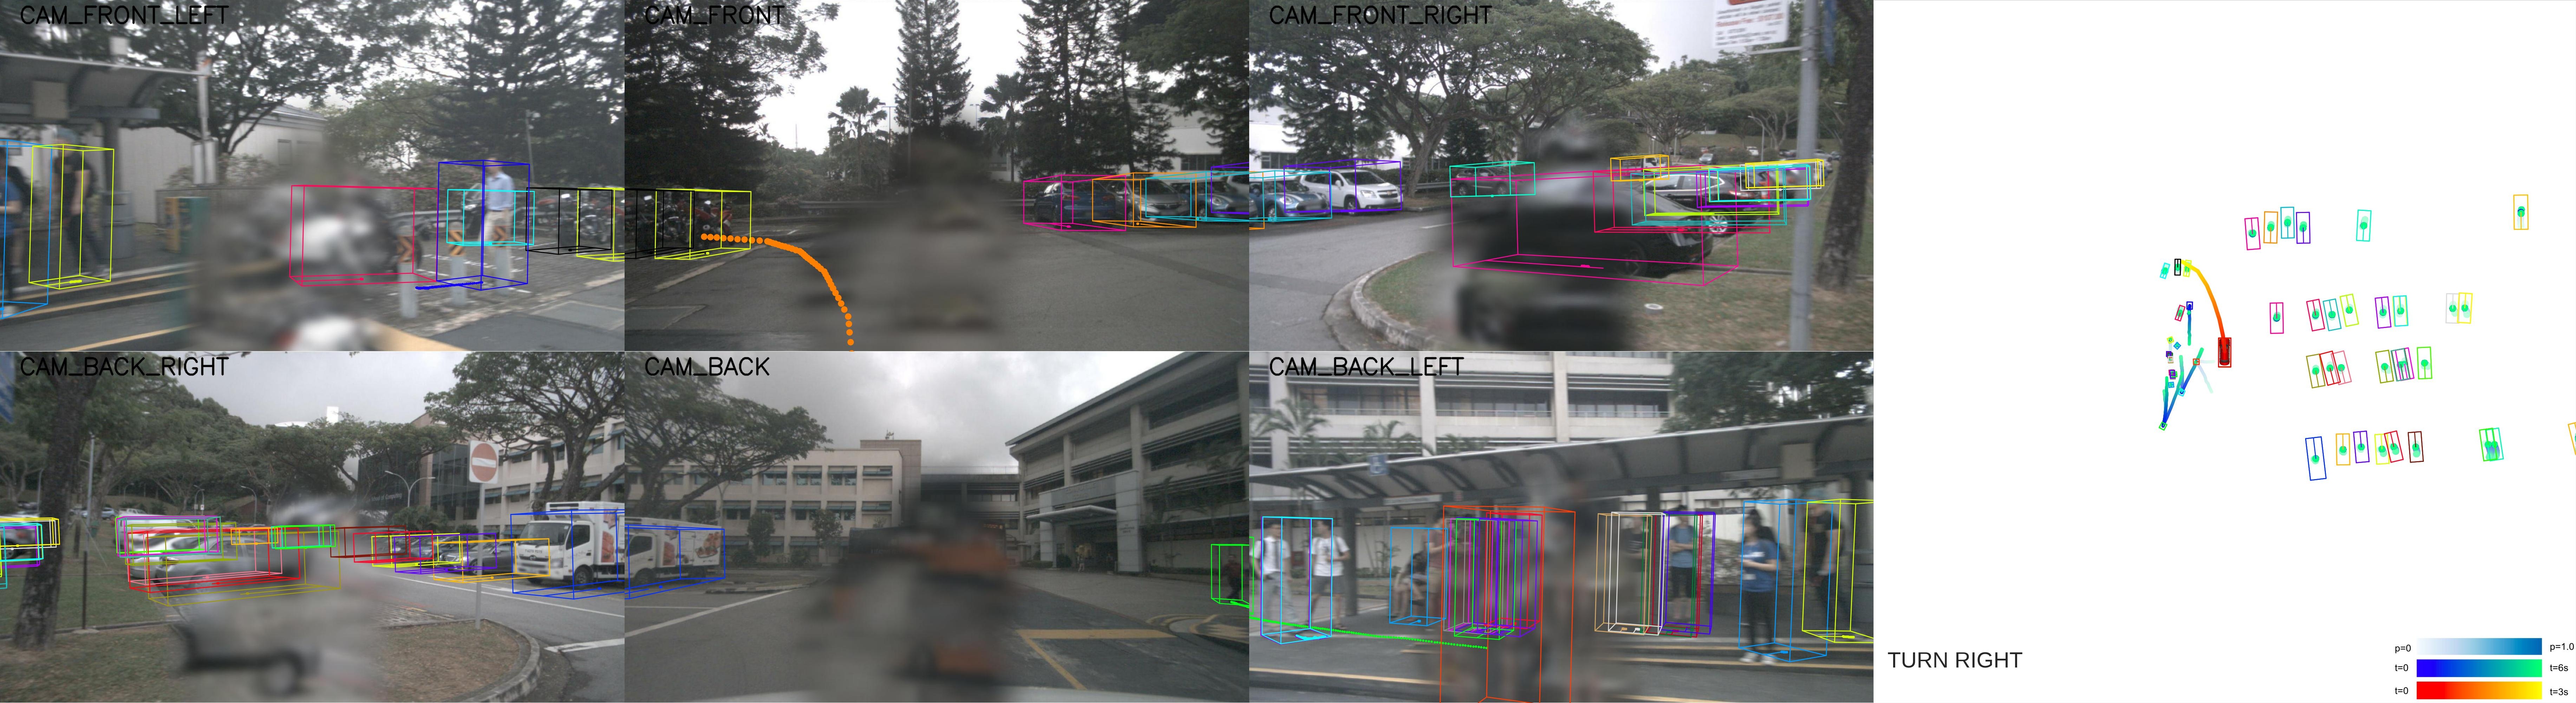 CAM_FRONT_LEFT
CAM_FRONT
CAM_FRONT_RIGHT
CAM_BACK_RIGHT
CAM_BACK
CAM_BACK_LEFT
TURN RIGHT
p=0 p=1.0
t=0 t=6s
t=0 t=3s